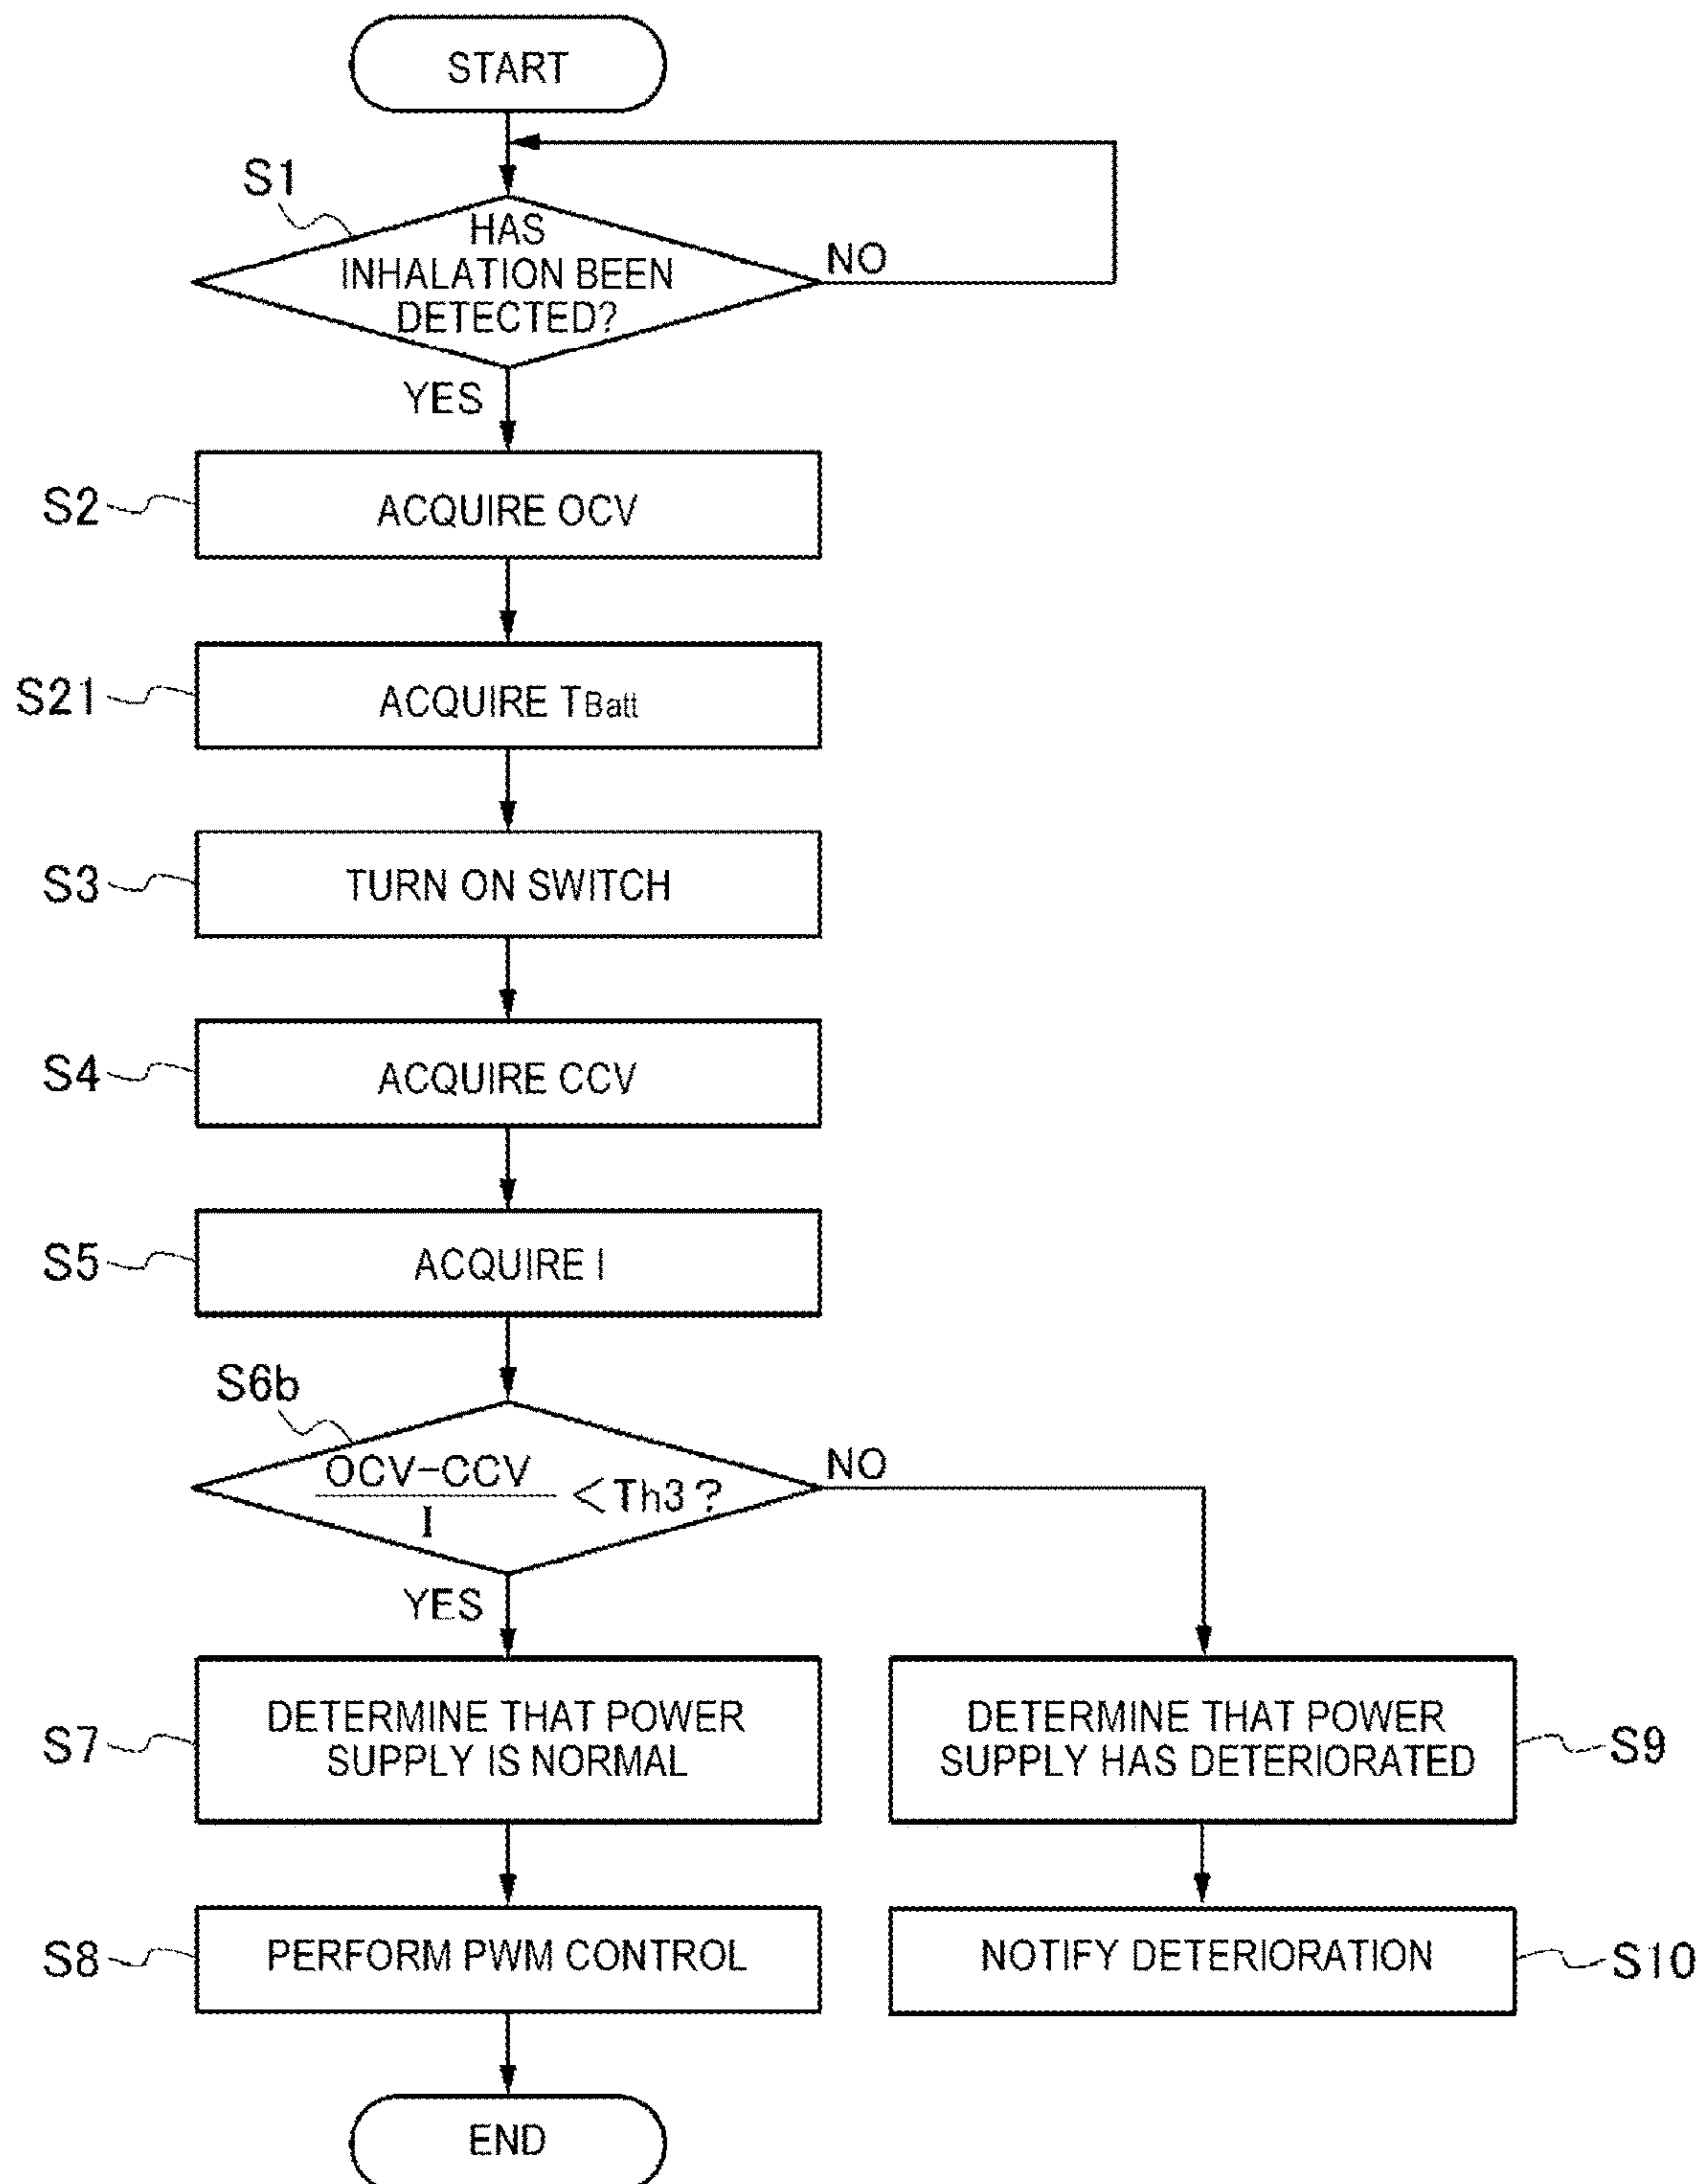 START
S1
HAS
INHALATION BEEN
DETECTED?
NO
YES
S2
ACQUIRE OCV
S21
ACQUIRE TBatt
S3
TURN ON SWITCH
S4
ACQUIRE CCV
S5
ACQUIRE I
S6b
OCV-CCV
I
<Th3?
NO
YES
S7
DETERMINE THAT POWER
SUPPLY IS NORMAL
DETERMINE THAT POWER
SUPPLY HAS DETERIORATED
S9
S8
PERFORM PWM CONTROL
NOTIFY DETERIORATION
S10
END